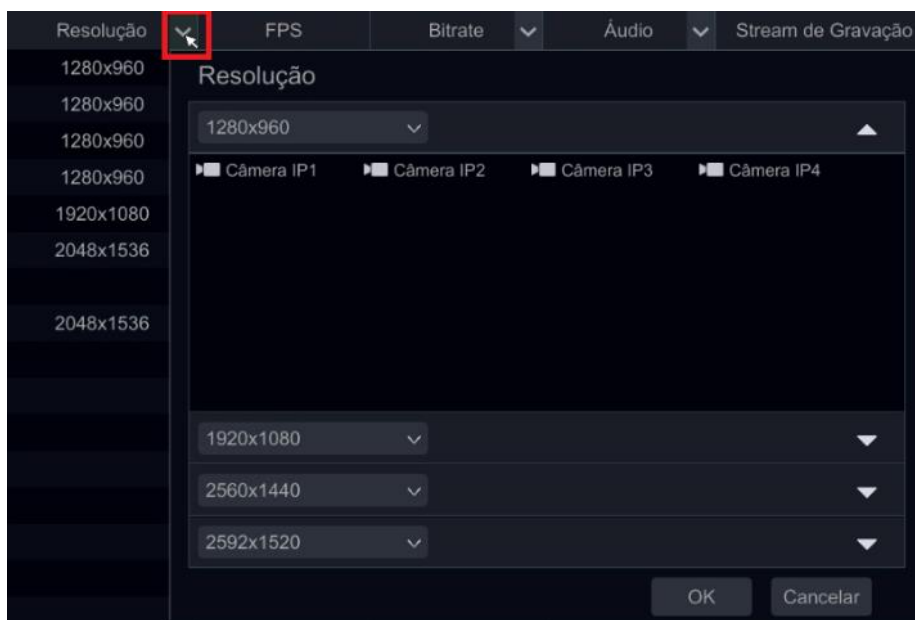 Resolução FPS Bitrate Áudio Stream de Gravação
1280x960
1280x960
1280x960
1280x960
1920x1080
2048x1536
2048x1536
Resolução
1280x960
Câmera IP1 Câmera IP2 Câmera IP3 Câmera IP4
1920x1080
2560x1440
2592x1520
OK Cancelar